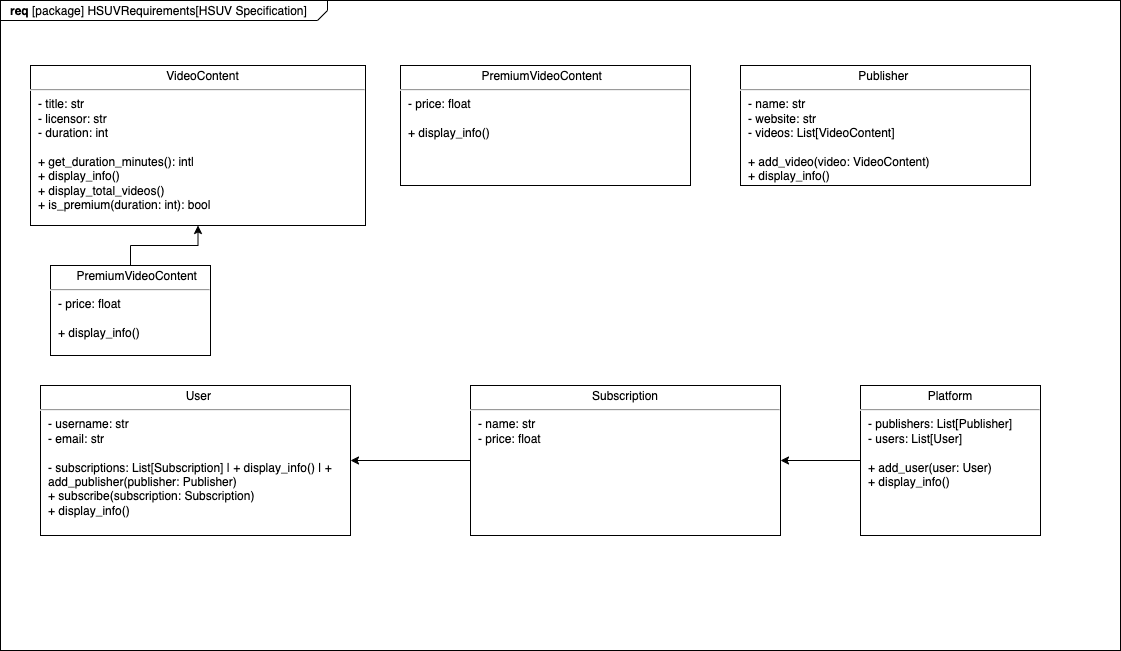 req [package] HSUVRequirements[HSUV Specification]
VideoContent
- title: str
- licensor: str
- duration: int
+ get_duration_minutes(): intl
+ display_info()
+ display_total_videos()
+ is_premium(duration: int): bool
PremiumVideoContent
- price: float
+ display_info()
Publisher
- name: str
- website: str
- videos: List[VideoContent]
+ add_video(video: VideoContent)
+ display_info()
PremiumVideoContent
- price: float
+ display_info()
User
- username: str
- email: str
- subscriptions: List[Subscription] | + display_info() | +
add_publisher(publisher: Publisher)
+ subscribe(subscription: Subscription)
+ display_info()
Subscription
- name: str
- price: float
Platform
- publishers: List[Publisher]
- users: List[User]
+ add_user(user: User)
+ display_info()